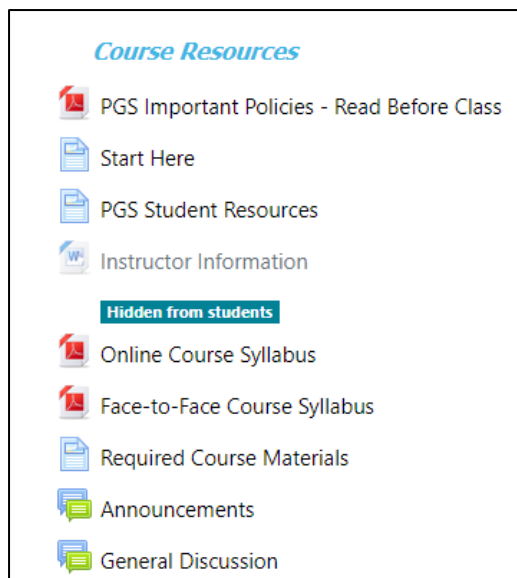 Course Resources
PGS Important Policies - Read Before Class
Start Here
PGS Student Resources
Instructor Information
Hidden from students
Online Course Syllabus
Face-to-Face Course Syllabus
Required Course Materials
Announcements
General Discussion